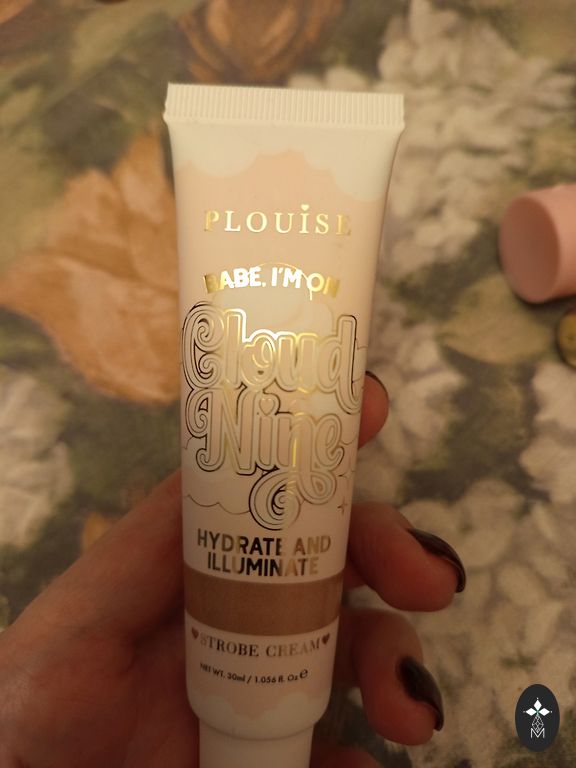 PLOUiSE
BABE, I'M ON
Cloud
Nine
HYDRATE AND
ILLUMINATE
♥STROBE CREAM♥
NET WT. 30ml / 1.056 fl. Oz ℮
M